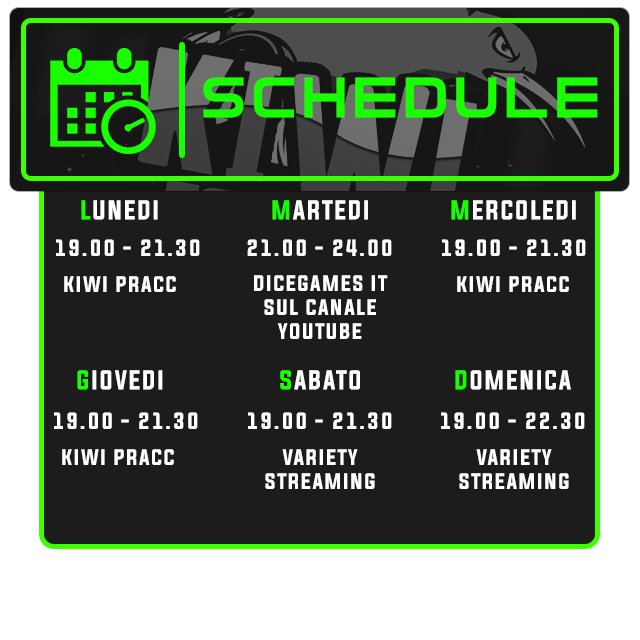 KIWI
SCHEDULE
LUNEDI
MARTEDI
MERCOLEDI
19.00 - 21.30
21.00 - 24.00
19.00 - 21.30
KIWI PRACC
DICEGAMES IT
SUL CANALE
YOUTUBE
KIWI PRACC
GIOVEDI
SABATO
DOMENICA
19.00 - 21.30
19.00 - 21.30
19.00 - 22.30
KIWI PRACC
VARIETY
STREAMING
VARIETY
STREAMING